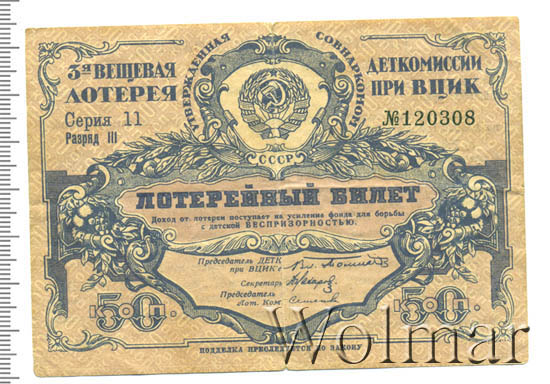 3я ВЕЩЕВАЯ
ЛОТЕРЕЯ
УТВЕРЖДЕННАЯ СОВНАРКОМОМ
ДЕТКОМИССИИ
ПРИ ВЦИК
Серия 11
Разряд III
№120308
СССР
ЛОТЕРЕЙНЫЙ БИЛЕТ
Доход от лотереи поступает на усиление фонда для борьбы
с детской БЕСПРИЗОРНОСТЬЮ.
Председатель ДЕТК
при ВЦИКе
Секретарь
Председатель
Лот. Ком.
50 к.
50 к.
ПОДДЕЛКА ПРЕСЛЕДУЕТСЯ ПО ЗАКОНУ
Wolmar